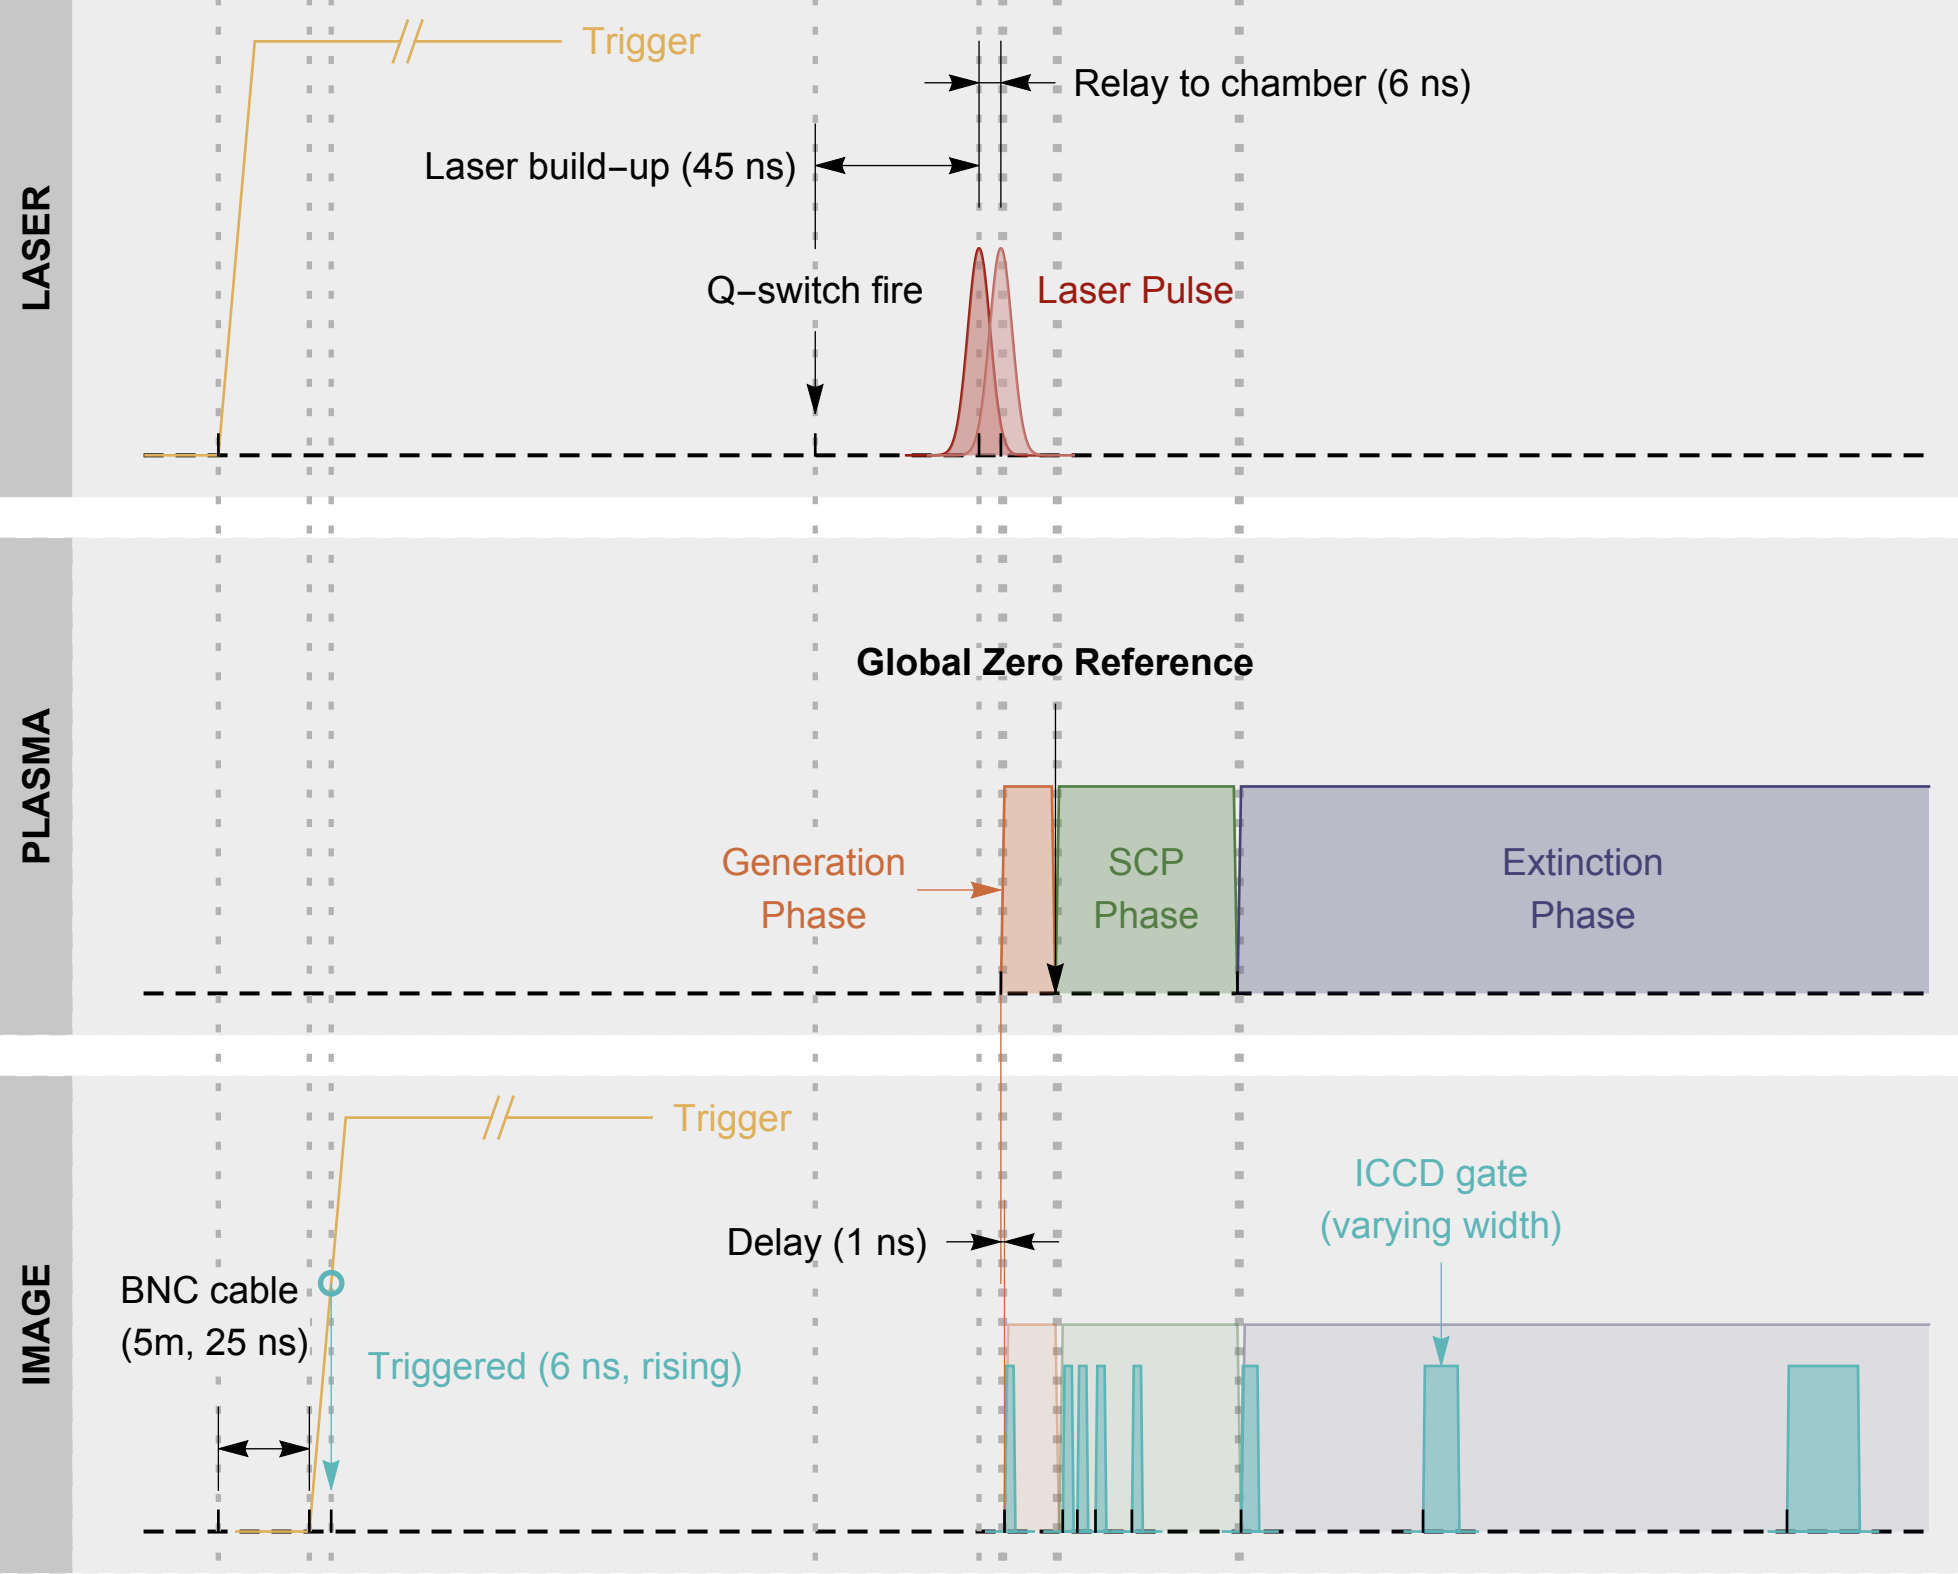 LASER
Trigger
Relay to chamber (6 ns)
Laser build–up (45 ns)
Q–switch fire
Laser Pulse
PLASMA
Global Zero Reference
Generation
Phase
SCP
Phase
Extinction
Phase
IMAGE
Trigger
ICCD gate
(varying width)
Delay (1 ns)
BNC cable
(5m, 25 ns)
Triggered (6 ns, rising)